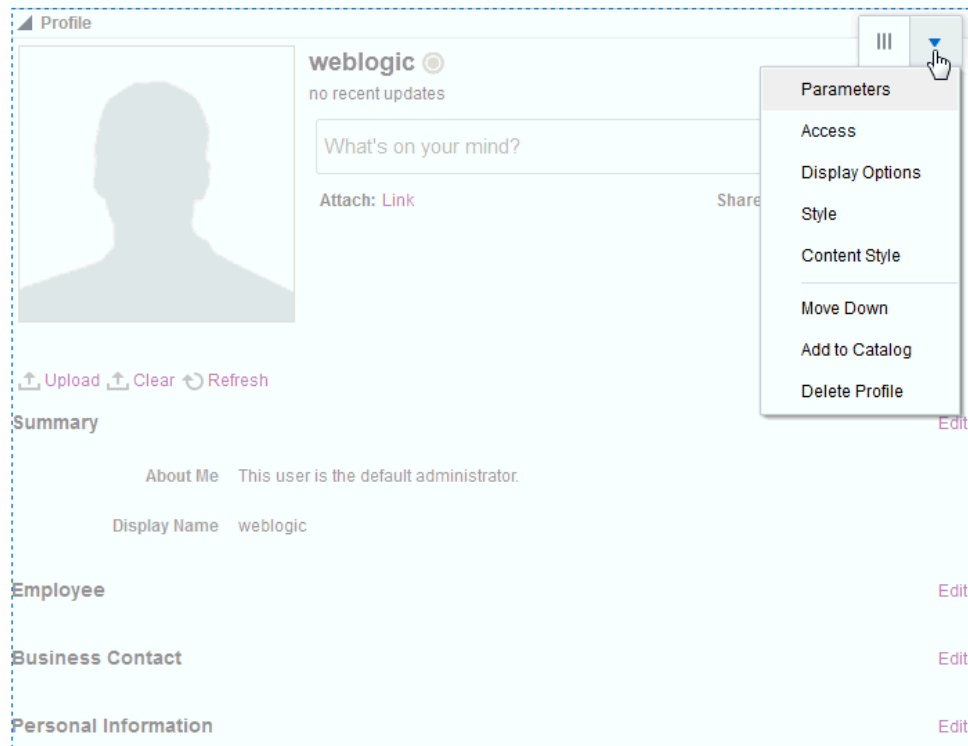 Profile
weblogic
no recent updates
What's on your mind?
Attach: Link
Share
Parameters
Access
Display Options
Style
Content Style
Move Down
Add to Catalog
Delete Profile
Upload Clear Refresh
Summary Edit
About Me This user is the default administrator.
Display Name weblogic
Employee Edit
Business Contact Edit
Personal Information Edit